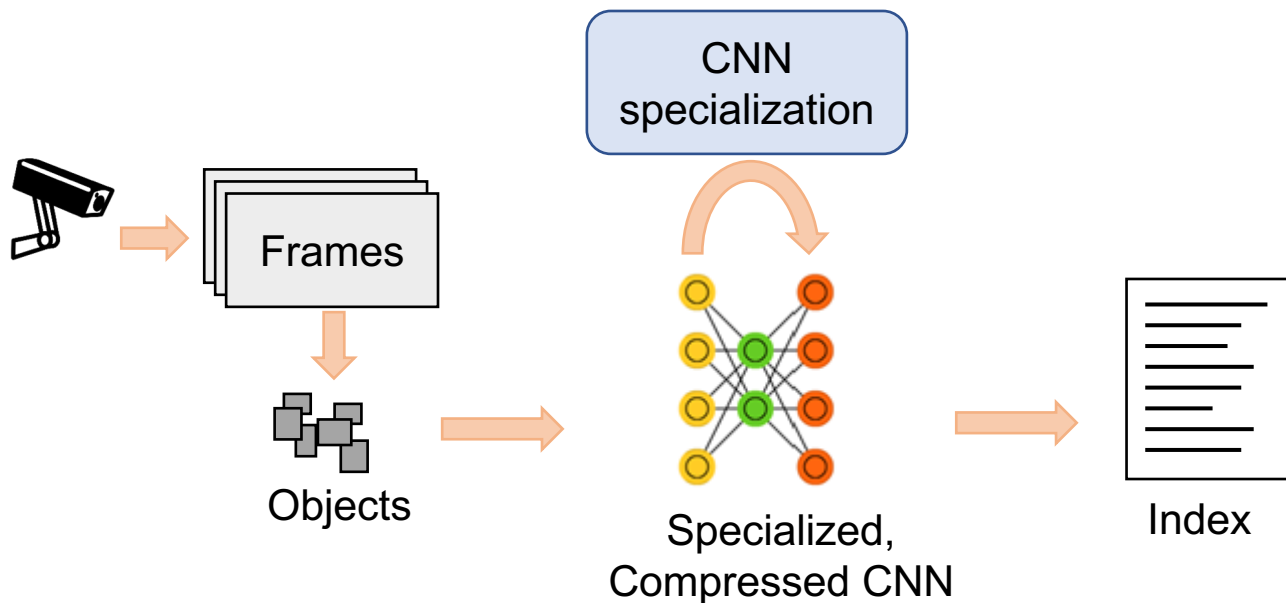 CNN
specialization
Frames
Objects
Specialized,
Compressed CNN
Index